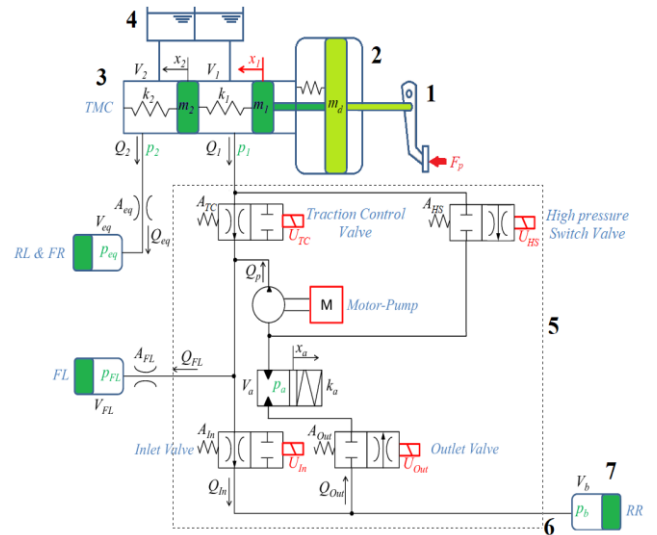 4
V2 x2 V1 x1 2
3 k2 k1 1
TMC m2 m1 md
Q2 p2 Q1 p1 Fp
Aeq ATC Traction Control Valve AHS High pressure Switch Valve
Veq UTC UHS
RL & FR peq Qeq
Qp M Motor-Pump 5
xa
AFL QFL
FL pFL Va pa ka
VFL
Inlet Valve AIn AOut Outlet Valve
UIn UOut
QIn QOut Vb 7
6 pb RR